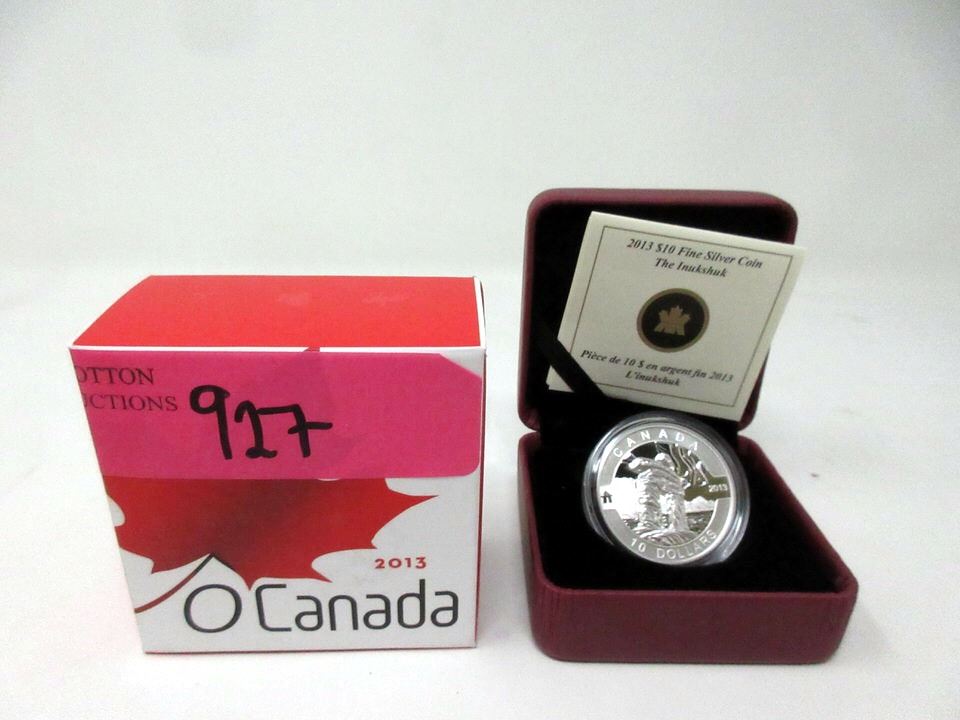 OTTON
CTIONS
927
2013
O Canada
2013 $10 Fine Silver Coin
The Inukshuk
Pièce de 10 $ en argent fin 2013
L'inukshuk
CANADA
2013
10 DOLLARS